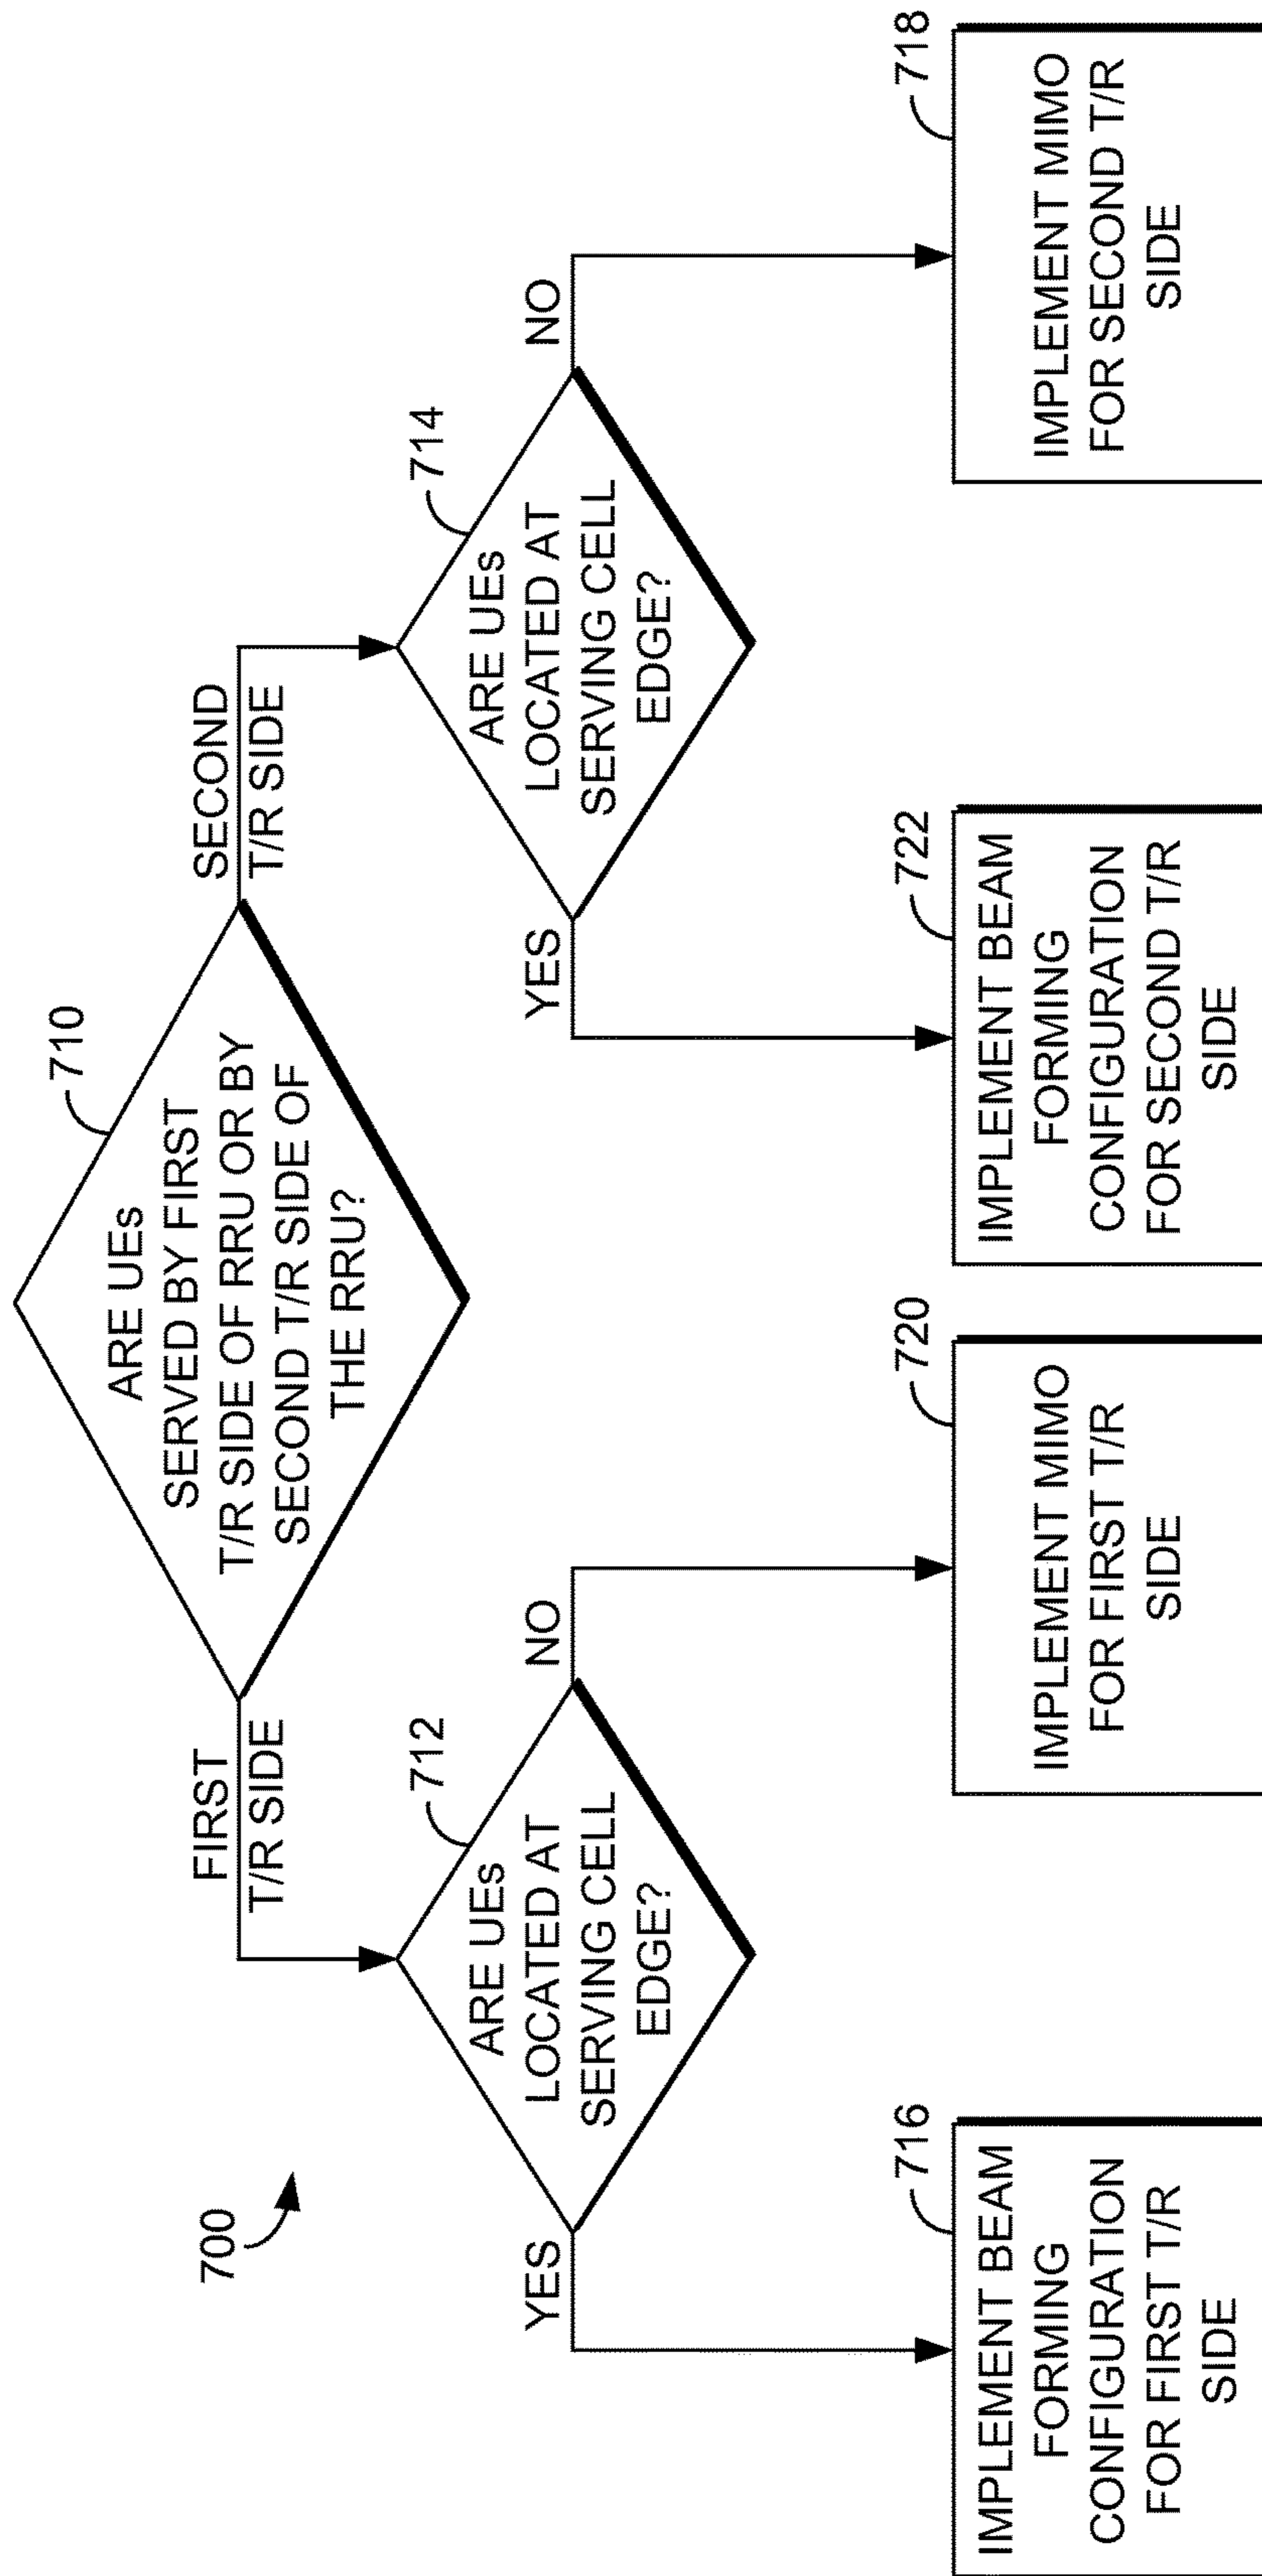 700
710
ARE UEs
SERVED BY FIRST
T/R SIDE OF RRU OR BY
SECOND T/R SIDE OF
THE RRU?
FIRST
T/R SIDE
SECOND
T/R SIDE
712
ARE UEs
LOCATED AT
SERVING CELL
EDGE?
YES
NO
714
ARE UEs
LOCATED AT
SERVING CELL
EDGE?
YES
NO
716
IMPLEMENT BEAM
FORMING
CONFIGURATION
FOR FIRST T/R
SIDE
720
IMPLEMENT MIMO
FOR FIRST T/R
SIDE
722
IMPLEMENT BEAM
FORMING
CONFIGURATION
FOR SECOND T/R
SIDE
718
IMPLEMENT MIMO
FOR SECOND T/R
SIDE